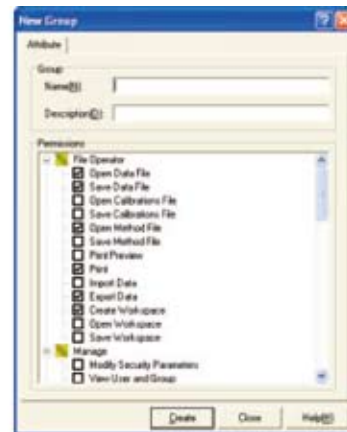 New Group
Attribute
Group
Name(N):
Description(D):
Permissions
File Operator
Open Data File
Save Data File
Open Calibrations File
Save Calibrations File
Open Method File
Save Method File
Print Preview
Print
Import Data
Export Data
Create Workspace
Open Workspace
Save Workspace
Manage
Modify Security Parameters
View User and Group
Create
Close
Help(H)